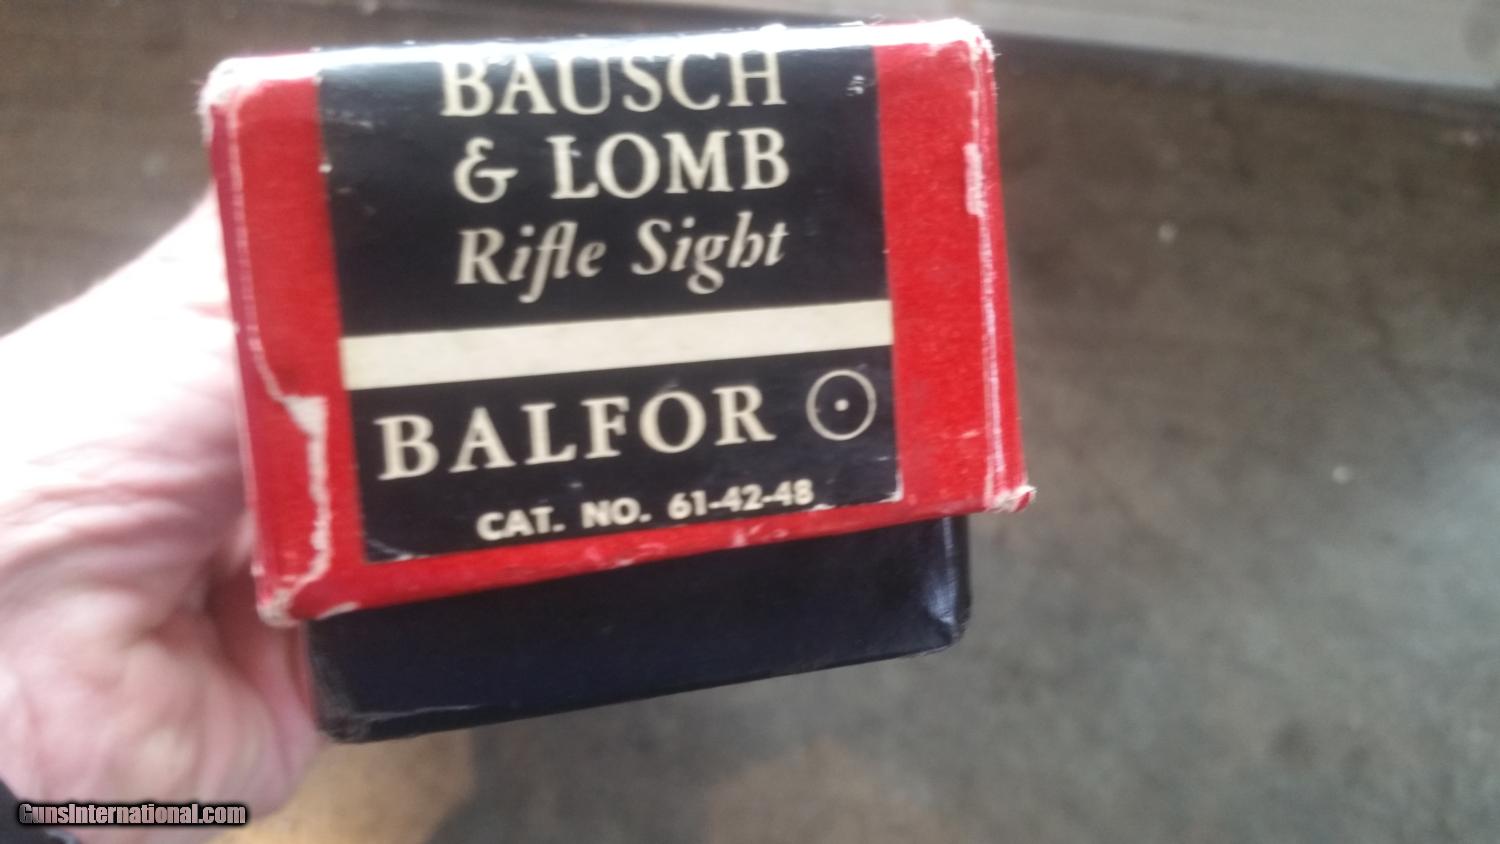 BAUSCH
& LOMB
Rifle Sight
BALFOR
CAT. NO. 61-42-48
GunsInternational.com